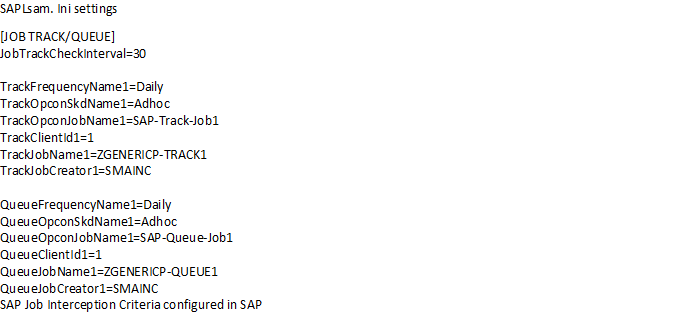 SAPLsam. Ini settings
[JOB TRACK/QUEUE]
JobTrackCheckInterval=30
TrackFrequencyName1=Daily
TrackOpconSkdName1=Adhoc
TrackOpconJobName1=SAP-Track-Job1
TrackClientId1=1
TrackJobName1=ZGENERICP-TRACK1
TrackJobCreator1=SMAINC
QueueFrequencyName1=Daily
QueueOpconSkdName1=Adhoc
QueueOpconJobName1=SAP-Queue-Job1
QueueClientId1=1
QueueJobName1=ZGENERICP-QUEUE1
QueueJobCreator1=SMAINC
SAP Job Interception Criteria configured in SAP